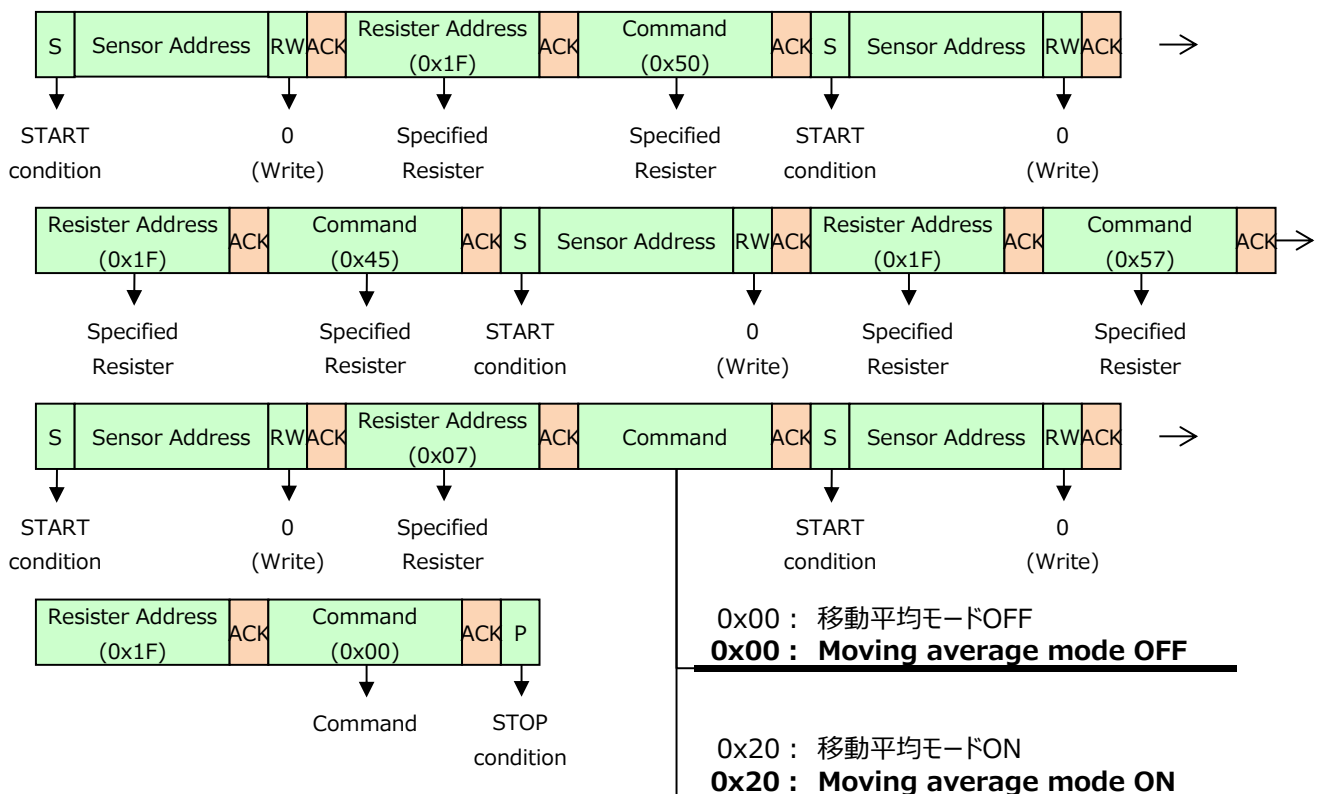 S Sensor Address RW ACK Resister Address (0x1F) ACK Command (0x50) ACK S Sensor Address RW ACK
START condition 0 (Write) Specified Resister Specified Resister START condition 0 (Write)
Resister Address (0x1F) ACK Command (0x45) ACK S Sensor Address RW ACK Resister Address (0x1F) ACK Command (0x57) ACK
Specified Resister Specified Resister START condition 0 (Write) Specified Resister Specified Resister
S Sensor Address RW ACK Resister Address (0x07) ACK Command ACK S Sensor Address RW ACK
START condition 0 (Write) Specified Resister START condition 0 (Write)
Resister Address (0x1F) ACK Command (0x00) ACK P
Command STOP condition
0x00 : 移動平均モードOFF
0x00 : Moving average mode OFF
0x20 : 移動平均モードON
0x20 : Moving average mode ON